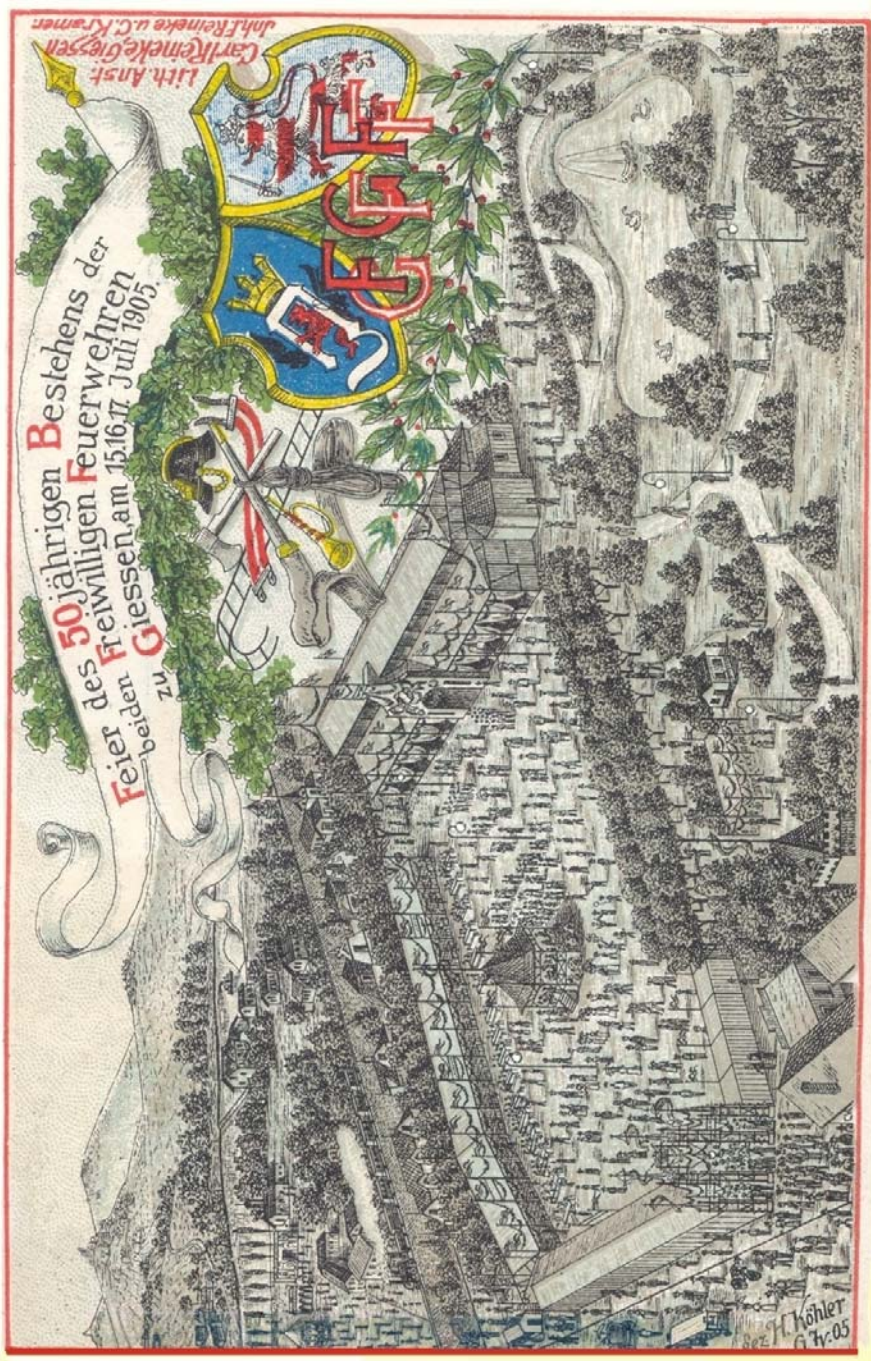 Feier des 50jährigen Bestehens der
beiden Freiwilligen Feuerwehren
zu Giessen, am 15.16.17. Juli 1905.
Lith. Anst.
Carl Reineke, Giessen
Inh. F. Reineke u. C. Kramer.
gez. H. Köhler
G. IV. 05